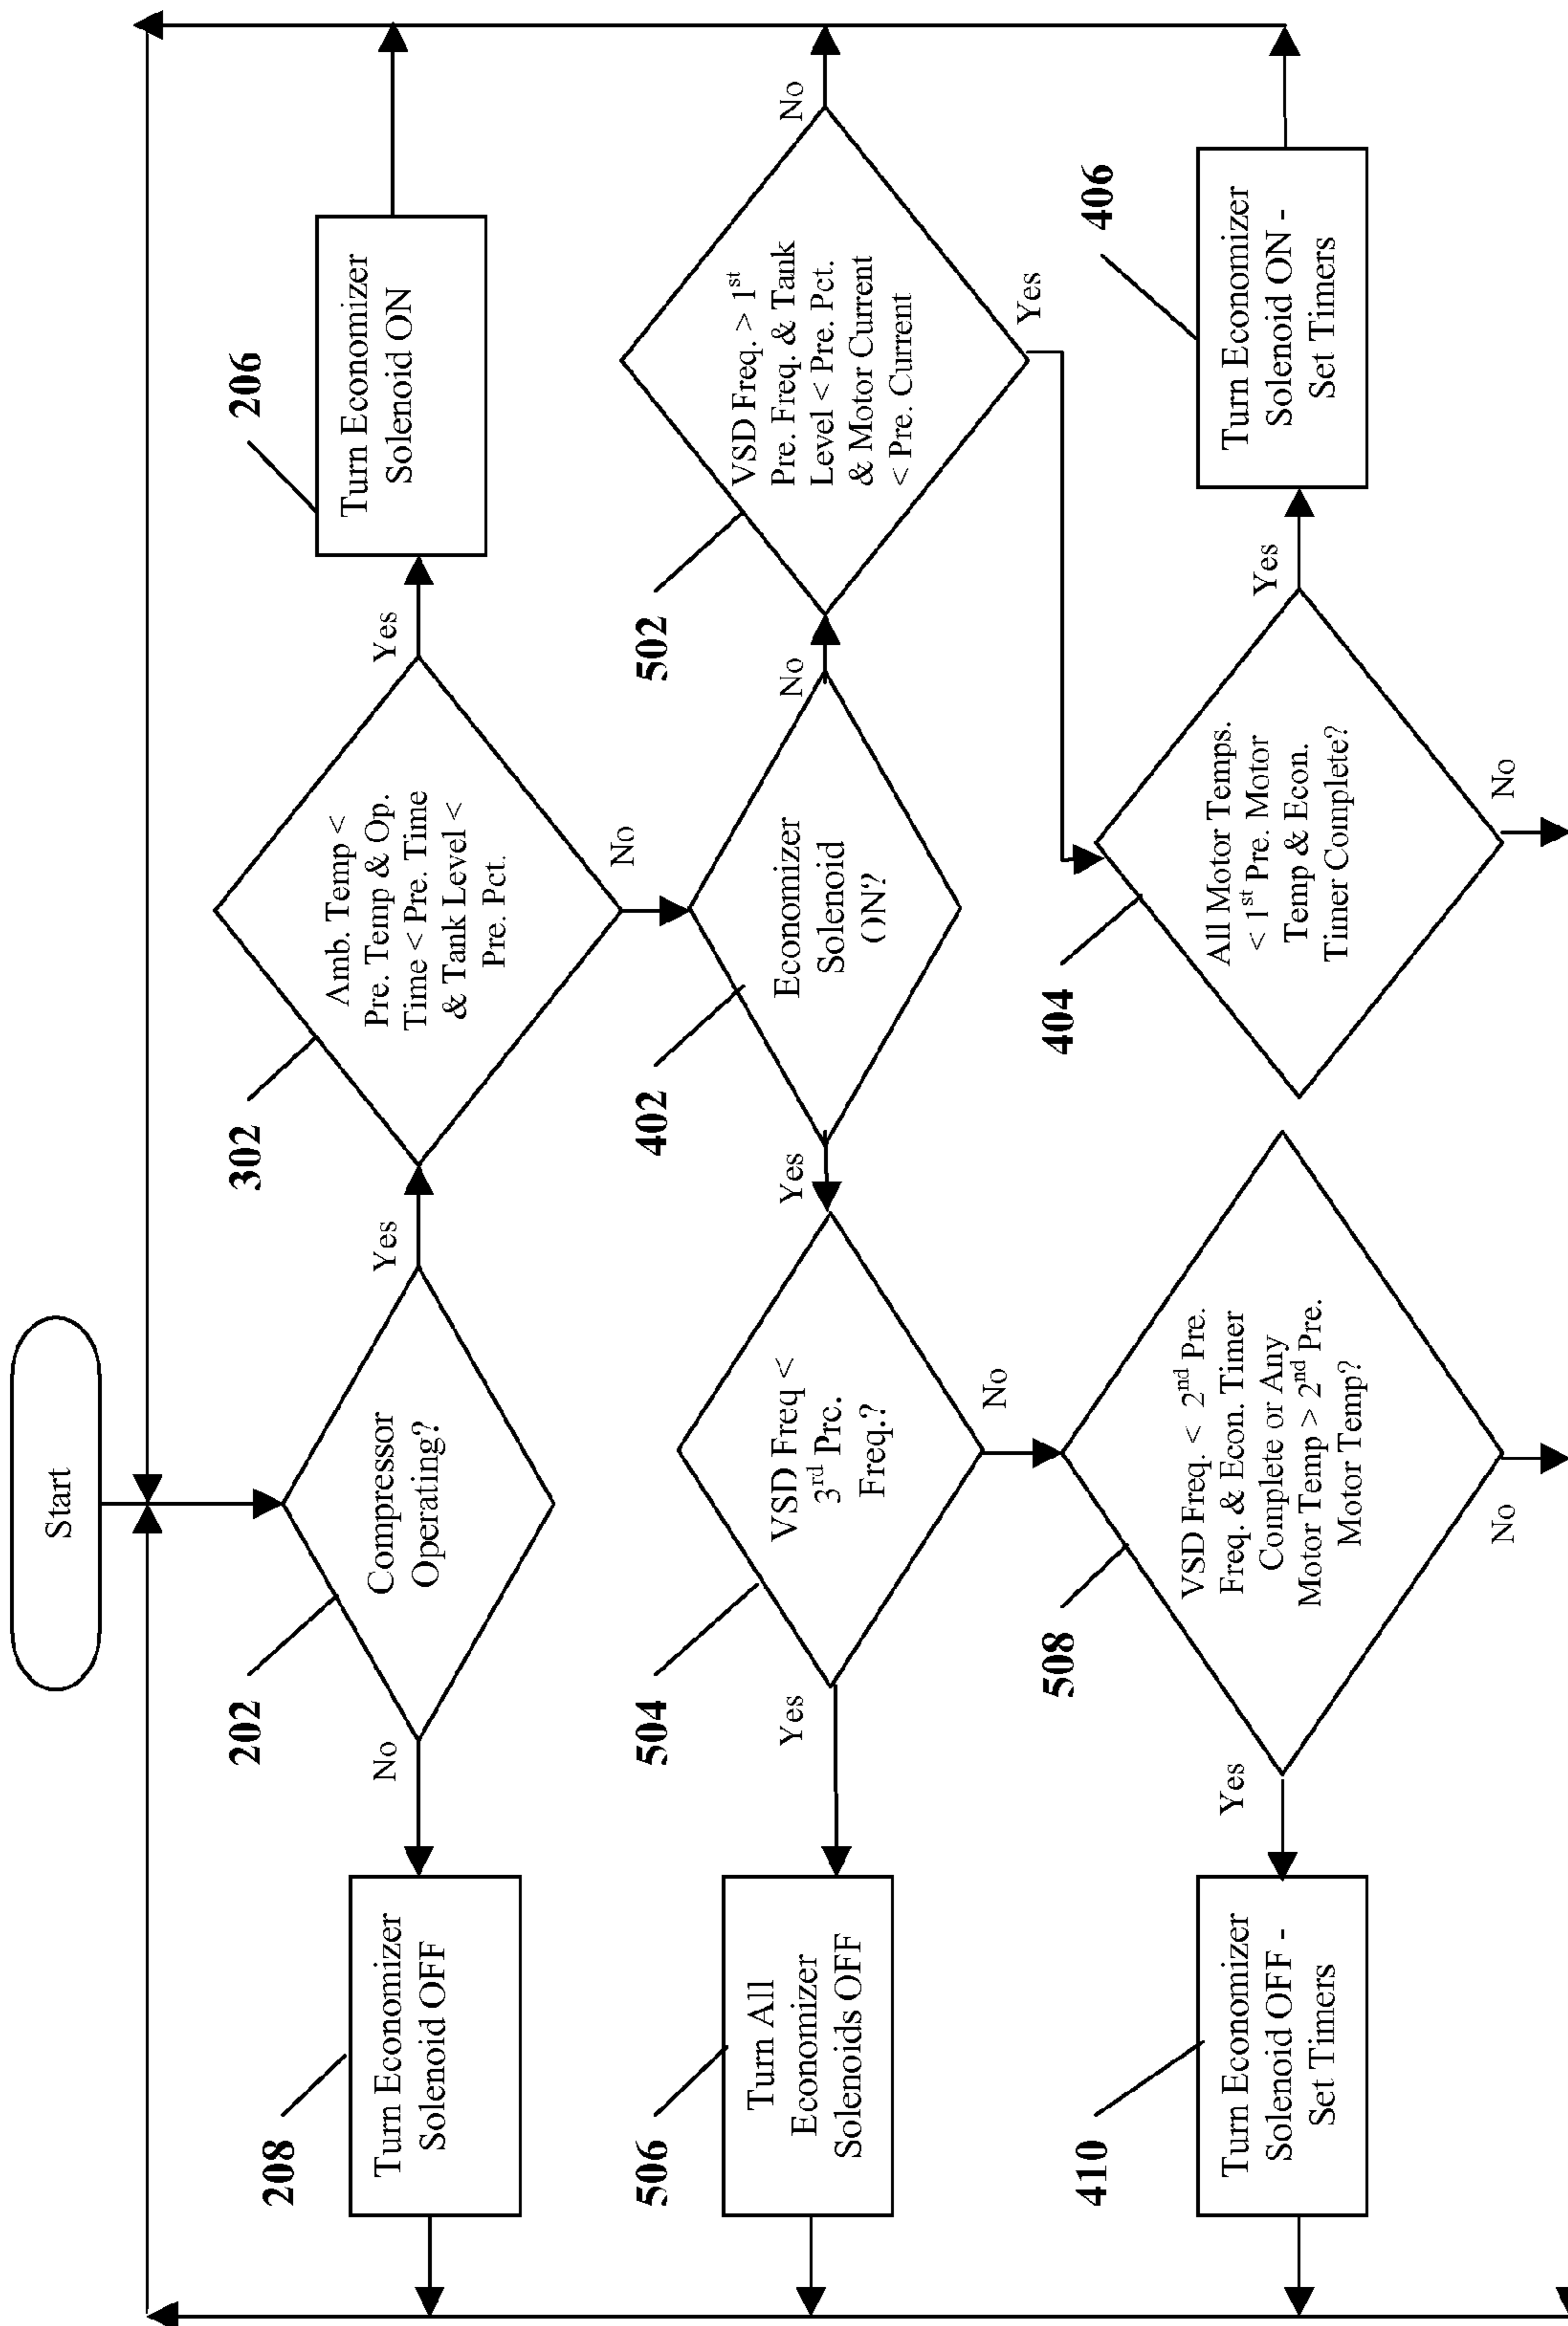 Start
202
Compressor
Operating?
No
Yes
208
Turn Economizer
Solenoid OFF
302
Amb. Temp <
Pre. Temp & Op.
Time < Pre. Time
& Tank Level <
Pre. Pct.
Yes
No
206
Turn Economizer
Solenoid ON
506
Turn All
Economizer
Solenoids OFF
504
VSD Freq <
3rd Pre.
Freq.?
Yes
No
402
Economizer
Solenoid
ON?
Yes
No
502
VSD Freq. > 1st
Pre. Freq. & Tank
Level < Pre. Pct.
& Motor Current
< Pre. Current
No
Yes
410
Turn Economizer
Solenoid OFF -
Set Timers
508
VSD Freq. < 2nd Pre.
Freq. & Econ. Timer
Complete or Any
Motor Temp > 2nd Pre.
Motor Temp?
Yes
No
404
All Motor Temps.
< 1st Pre. Motor
Temp & Econ.
Timer Complete?
Yes
No
406
Turn Economizer
Solenoid ON -
Set Timers